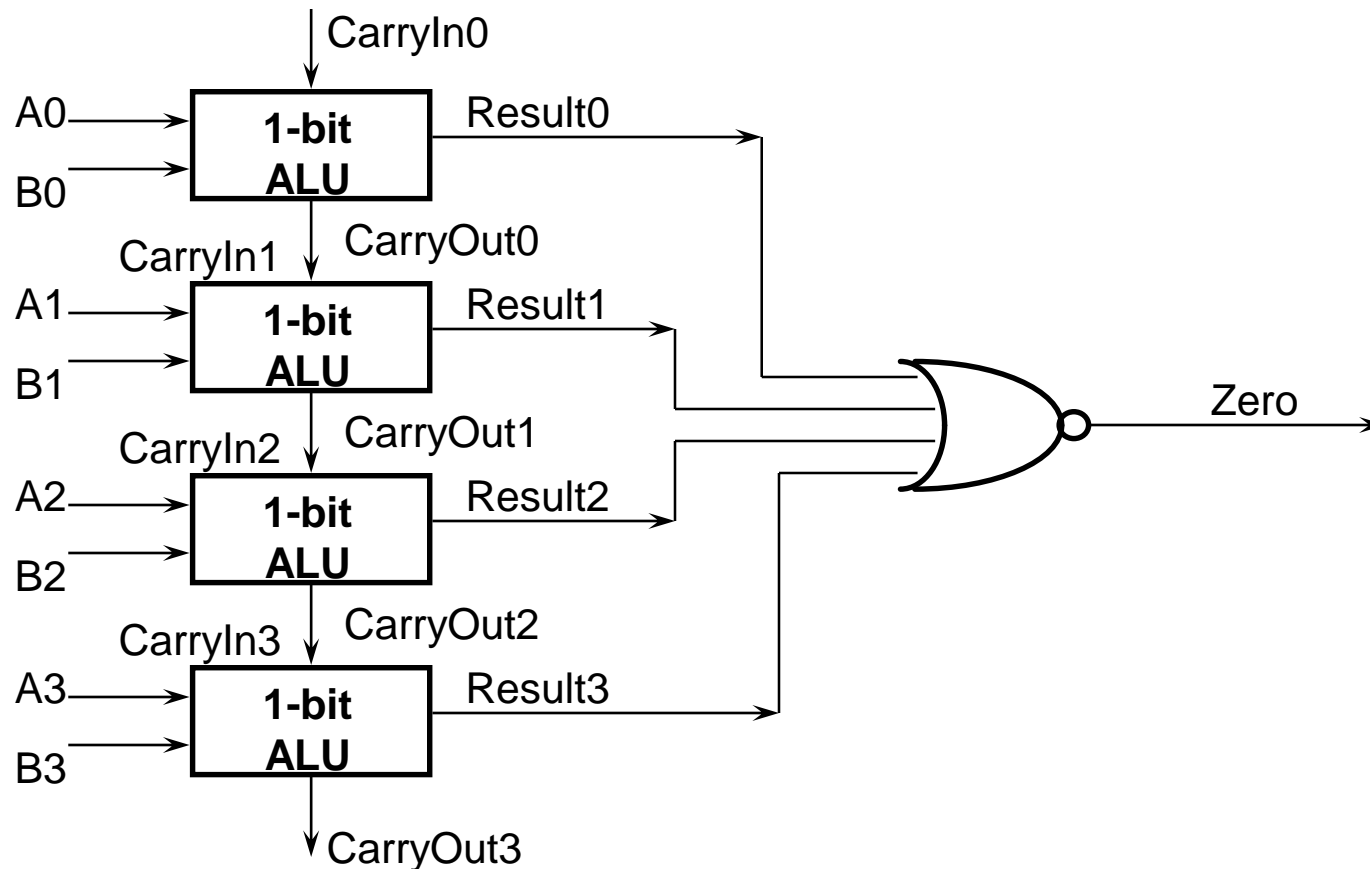 CarryIn0
A0
1-bit
ALU
Result0
B0
CarryOut0
CarryIn1
A1
1-bit
ALU
Result1
B1
CarryOut1
CarryIn2
A2
1-bit
ALU
Result2
B2
CarryOut2
CarryIn3
A3
1-bit
ALU
Result3
B3
CarryOut3
Zero